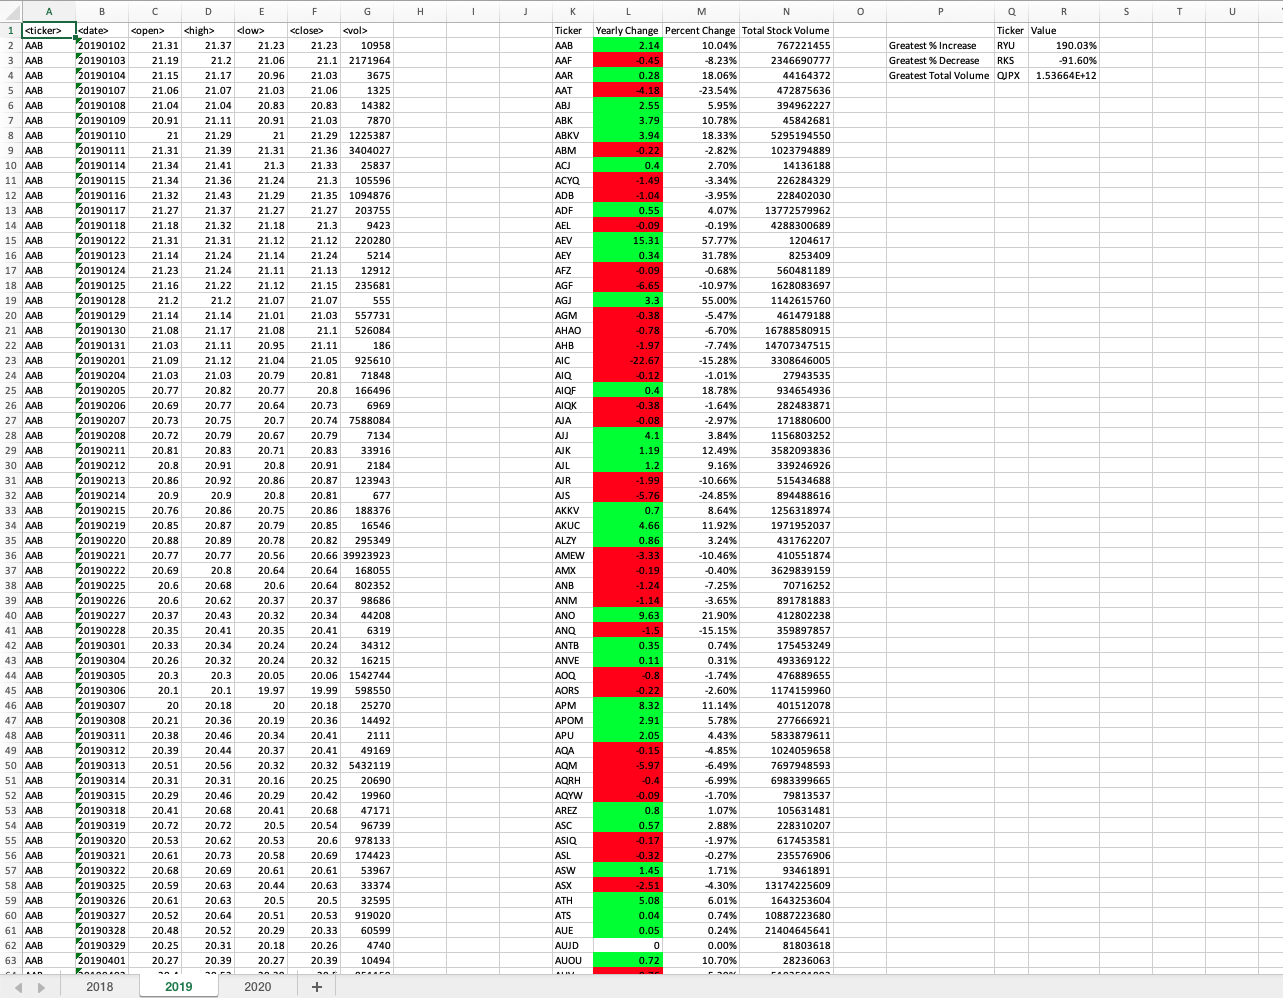 A B C D E F G H I J K L M N O P Q R S T U
1 <ticker> <date> <open> <high> <low> <close> <vol> Ticker Yearly Change Percent Change Total Stock Volume Ticker Value
2 AAB 20190102 21.31 21.37 21.23 21.23 10958 AAB 2.14 10.04% 767221455 Greatest % Increase RYU 190.03%
3 AAB 20190103 21.19 21.2 21.06 21.1 2171964 AAF -0.45 -8.23% 2346690777 Greatest % Decrease RKS -91.60%
4 AAB 20190104 21.15 21.17 20.96 21.03 3675 AAR 0.28 18.06% 44164372 Greatest Total Volume QJPX 1.53664E+12
5 AAB 20190107 21.06 21.07 21.03 21.06 1325 AAT -4.18 -23.54% 472875636
6 AAB 20190108 21.04 21.04 20.83 20.83 14382 ABJ 2.55 5.95% 394962227
7 AAB 20190109 20.91 21.11 20.91 21.03 7870 ABK 3.79 10.78% 45842681
8 AAB 20190110 21 21.29 21 21.29 1225387 ABKV 3.94 18.33% 5295194550
9 AAB 20190111 21.31 21.39 21.31 21.36 3404027 ABM -0.22 -2.82% 1023794889
10 AAB 20190114 21.34 21.41 21.3 21.33 25837 ACJ 0.4 2.70% 14136188
11 AAB 20190115 21.34 21.36 21.24 21.3 105596 ACYQ -1.49 -3.34% 226284329
12 AAB 20190116 21.32 21.43 21.29 21.35 1094876 ADB -1.04 -3.95% 228402030
13 AAB 20190117 21.27 21.37 21.27 21.27 203755 ADF 0.55 4.07% 13772579962
14 AAB 20190118 21.18 21.32 21.18 21.3 9423 AEL -0.09 -0.19% 4288300689
15 AAB 20190122 21.31 21.31 21.12 21.12 220280 AEV 15.31 57.77% 1204617
16 AAB 20190123 21.14 21.24 21.14 21.24 5214 AEY 0.34 31.78% 8253409
17 AAB 20190124 21.23 21.24 21.11 21.13 12912 AFZ -0.09 -0.68% 560481189
18 AAB 20190125 21.16 21.22 21.12 21.15 235681 AGF -6.65 -10.97% 1628083697
19 AAB 20190128 21.2 21.2 21.07 21.07 555 AGJ 3.3 55.00% 1142615760
20 AAB 20190129 21.14 21.14 21.01 21.03 557731 AGM -0.38 -5.47% 461479188
21 AAB 20190130 21.08 21.17 21.08 21.1 526084 AHAO -0.78 -6.70% 16788580915
22 AAB 20190131 21.03 21.11 20.95 21.11 186 AHB -1.97 -7.74% 14707347515
23 AAB 20190201 21.09 21.12 21.04 21.05 925610 AIC -22.67 -15.28% 3308646005
24 AAB 20190204 21.03 21.03 20.79 20.81 71848 AIQ -0.12 -1.01% 27943535
25 AAB 20190205 20.77 20.82 20.77 20.8 166496 AIQF 0.4 18.78% 934654936
26 AAB 20190206 20.69 20.77 20.64 20.73 6969 AIQK -0.38 -1.64% 282483871
27 AAB 20190207 20.73 20.75 20.7 20.74 7588084 AJA -0.08 -2.97% 171880600
28 AAB 20190208 20.72 20.79 20.67 20.79 7134 AJJ 4.1 3.84% 1156803252
29 AAB 20190211 20.81 20.83 20.71 20.83 33916 AJK 1.19 12.49% 3582093836
30 AAB 20190212 20.8 20.91 20.8 20.91 2184 AJL 1.2 9.16% 339246926
31 AAB 20190213 20.86 20.92 20.86 20.87 123943 AJR -1.99 -10.66% 515434688
32 AAB 20190214 20.9 20.9 20.8 20.81 677 AJS -5.76 -24.85% 894488616
33 AAB 20190215 20.76 20.86 20.75 20.86 188376 AKKV 0.7 8.64% 1256318974
34 AAB 20190219 20.85 20.87 20.79 20.85 16546 AKUC 4.66 11.92% 1971952037
35 AAB 20190220 20.88 20.89 20.78 20.82 295349 ALZY 0.86 3.24% 431762207
36 AAB 20190221 20.77 20.77 20.56 20.66 39923923 AMEW -3.33 -10.46% 410551874
37 AAB 20190222 20.69 20.8 20.64 20.64 168055 AMX -0.19 -0.40% 3629839159
38 AAB 20190225 20.6 20.68 20.6 20.64 802352 ANB -1.24 -7.25% 70716252
39 AAB 20190226 20.6 20.62 20.37 20.37 98686 ANM -1.14 -3.65% 891781883
40 AAB 20190227 20.37 20.43 20.32 20.34 44208 ANO 9.63 21.90% 412802238
41 AAB 20190228 20.35 20.41 20.35 20.41 6319 ANQ -1.5 -15.15% 359897857
42 AAB 20190301 20.33 20.34 20.24 20.24 34312 ANTB 0.35 0.74% 175453249
43 AAB 20190304 20.26 20.32 20.24 20.32 16215 ANVE 0.11 0.31% 493369122
44 AAB 20190305 20.3 20.3 20.05 20.06 1542744 AOQ -0.8 -1.74% 476889655
45 AAB 20190306 20.1 20.1 19.97 19.99 598550 AORS -0.22 -2.60% 1174159960
46 AAB 20190307 20 20.18 20 20.18 25270 APM 8.32 11.14% 401512078
47 AAB 20190308 20.21 20.36 20.19 20.36 14492 APOM 2.91 5.78% 277666921
48 AAB 20190311 20.38 20.46 20.34 20.41 2111 APU 2.05 4.43% 5833879611
49 AAB 20190312 20.39 20.44 20.37 20.41 49169 AQA -0.15 -4.85% 1024059658
50 AAB 20190313 20.51 20.56 20.32 20.32 5432119 AQM -5.97 -6.49% 7697948593
51 AAB 20190314 20.31 20.31 20.16 20.25 20690 AQRH -0.4 -6.99% 6983399665
52 AAB 20190315 20.29 20.46 20.29 20.42 19960 AQYW -0.09 -1.70% 79813537
53 AAB 20190318 20.41 20.68 20.41 20.68 47171 AREZ 0.8 1.07% 105631481
54 AAB 20190319 20.72 20.72 20.5 20.54 96739 ASC 0.57 2.88% 228310207
55 AAB 20190320 20.53 20.62 20.53 20.6 978133 ASIQ -0.17 -1.97% 617453581
56 AAB 20190321 20.61 20.73 20.58 20.69 174423 ASL -0.32 -0.27% 235576906
57 AAB 20190322 20.68 20.69 20.61 20.61 53967 ASW 1.45 1.71% 93461891
58 AAB 20190325 20.59 20.63 20.44 20.63 33374 ASX -2.51 -4.30% 13174225609
59 AAB 20190326 20.61 20.63 20.5 20.5 32595 ATH 5.08 6.01% 1643253604
60 AAB 20190327 20.52 20.64 20.51 20.53 919020 ATS 0.04 0.74% 10887223680
61 AAB 20190328 20.48 20.52 20.29 20.33 60599 AUE 0.05 0.24% 21404645641
62 AAB 20190329 20.25 20.31 20.18 20.26 4740 AUJD 0 0.00% 81803618
63 AAB 20190401 20.27 20.39 20.27 20.39 10494 AUOU 0.72 10.70% 28236063
2018 2019 2020 +